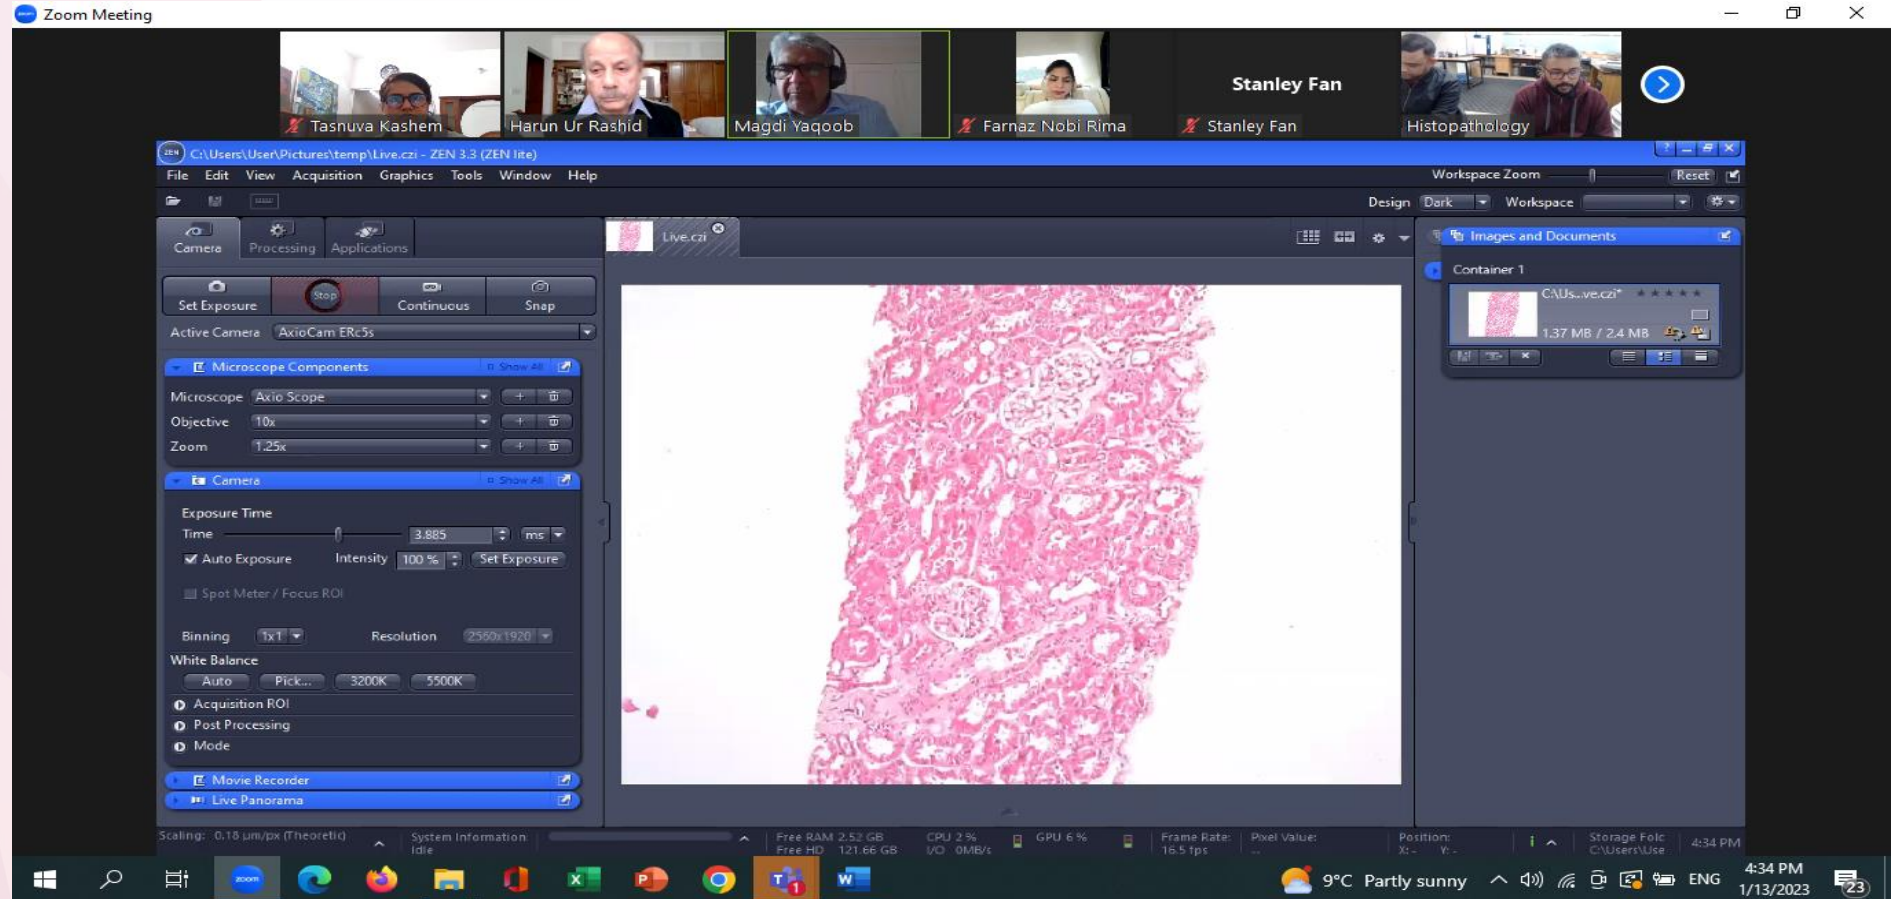 Zoom Meeting
Stanley Fan
Tasnuva Kashem
Harun Ur Rashid
Magdi Yaqoob
Farnaz Nobi Rima
Stanley Fan
Histopathology
ZEN C:\Users\User\Pictures\temp\Live.czi - ZEN 3.3 (ZEN lite)
File Edit View Acquisition Graphics Tools Window Help
Workspace Zoom Reset
Design Dark Workspace
Camera Processing Applications
Live.czi
Images and Documents
Container 1
C:\Us...ve.czi*
1.37 MB / 2.4 MB
Set Exposure Stop Continuous Snap
Active Camera AxioCam ERc5s
Microscope Components Show All
Microscope Axio Scope
Objective 10x
Zoom 1.25x
Camera Show All
Exposure Time
Time 3.885 ms
Auto Exposure Intensity 100 % Set Exposure
Spot Meter / Focus ROI
Binning 1x1 Resolution 2560x1920
White Balance
Auto Pick... 3200K 5500K
Acquisition ROI
Post Processing
Mode
Movie Recorder
Live Panorama
Scaling: 0.18 µm/px (Theoretic) System Information: Free RAM 2.52 GB CPU 2 % GPU 6 % Frame Rate: Pixel Value: Position: Storage Folc 4:34 PM
Idle Free HD 121.66 GB I/O 0MB/s 16.5 fps X: - Y: - C:\Users\Use
zoom
9°C Partly sunny ENG 4:34 PM
1/13/2023
23